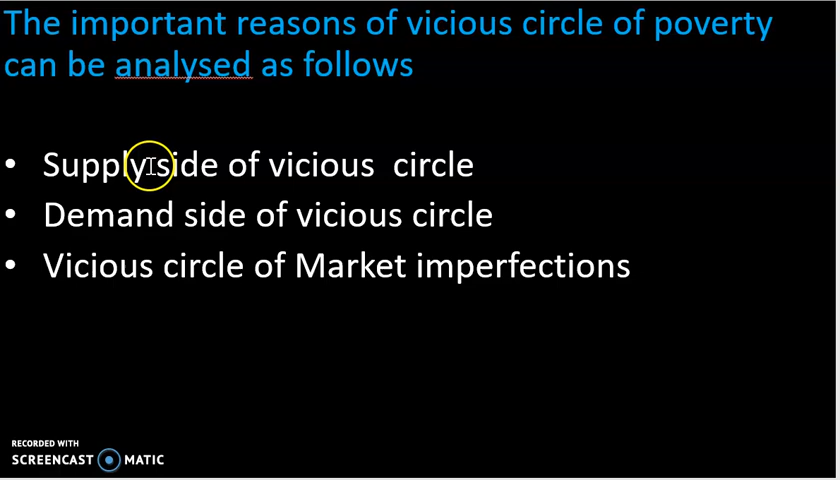 The important reasons of vicious circle of poverty
can be analysed as follows
• Supply side of vicious  circle
• Demand side of vicious circle
• Vicious circle of Market imperfections
RECORDED WITH
SCREENCAST MATIC